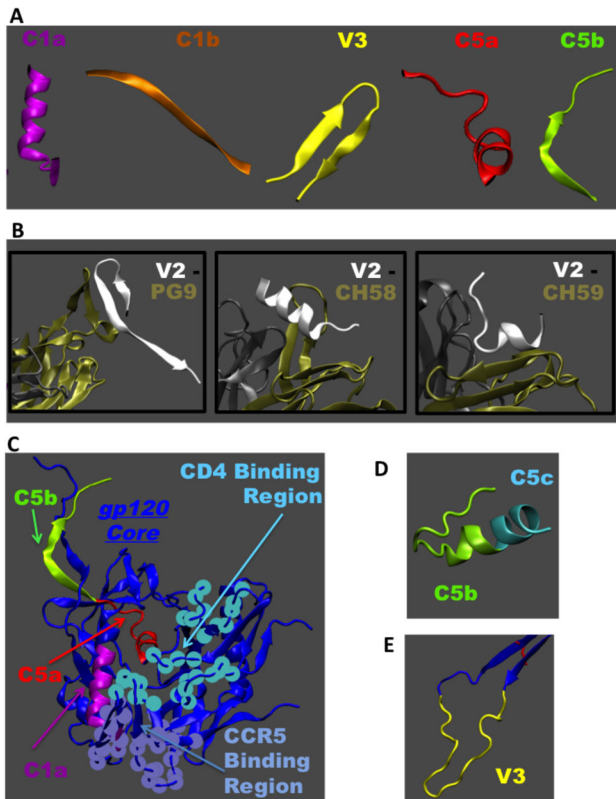 A
C1a C1b V3 C5a C5b
B
V2 - V2 - V2 -
PG9 CH58 CH59
C
CD4 Binding
Region
C5b
gp120
Core
C5a
C1a
CCR5
Binding
Region
D
C5c
C5b
E
V3